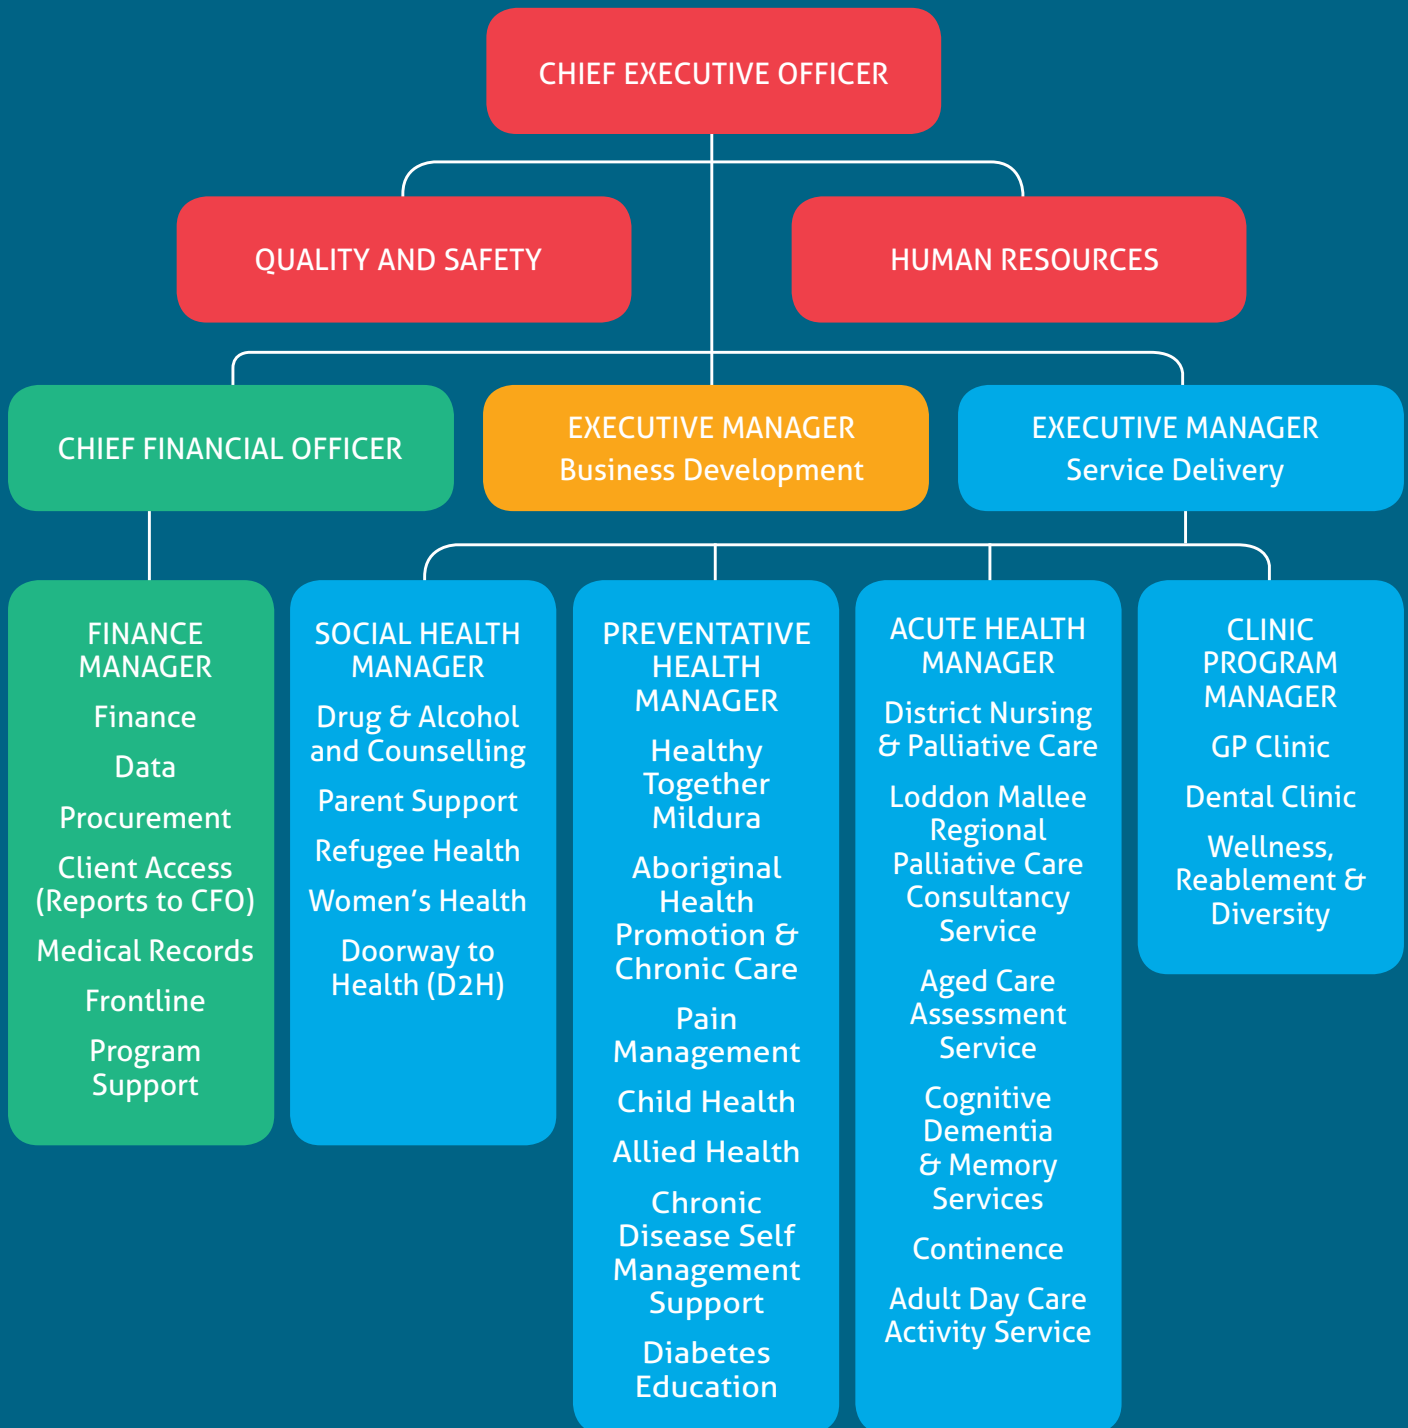 CHIEF EXECUTIVE OFFICER
QUALITY AND SAFETY
HUMAN RESOURCES
CHIEF FINANCIAL OFFICER
EXECUTIVE MANAGER
Business Development
EXECUTIVE MANAGER
Service Delivery
FINANCE
MANAGER
Finance
Data
Procurement
Client Access
(Reports to CFO)
Medical Records
Frontline
Program
Support
SOCIAL HEALTH
MANAGER
Drug & Alcohol
and Counselling
Parent Support
Refugee Health
Women’s Health
Doorway to
Health (D2H)
PREVENTATIVE
HEALTH
MANAGER
Healthy
Together
Mildura
Aboriginal
Health
Promotion &
Chronic Care
Pain
Management
Child Health
Allied Health
Chronic
Disease Self
Management
Support
Diabetes
Education
ACUTE HEALTH
MANAGER
District Nursing
& Palliative Care
Loddon Mallee
Regional
Palliative Care
Consultancy
Service
Aged Care
Assessment
Service
Cognitive
Dementia
& Memory
Services
Continence
Adult Day Care
Activity Service
CLINIC
PROGRAM
MANAGER
GP Clinic
Dental Clinic
Wellness,
Reablement &
Diversity